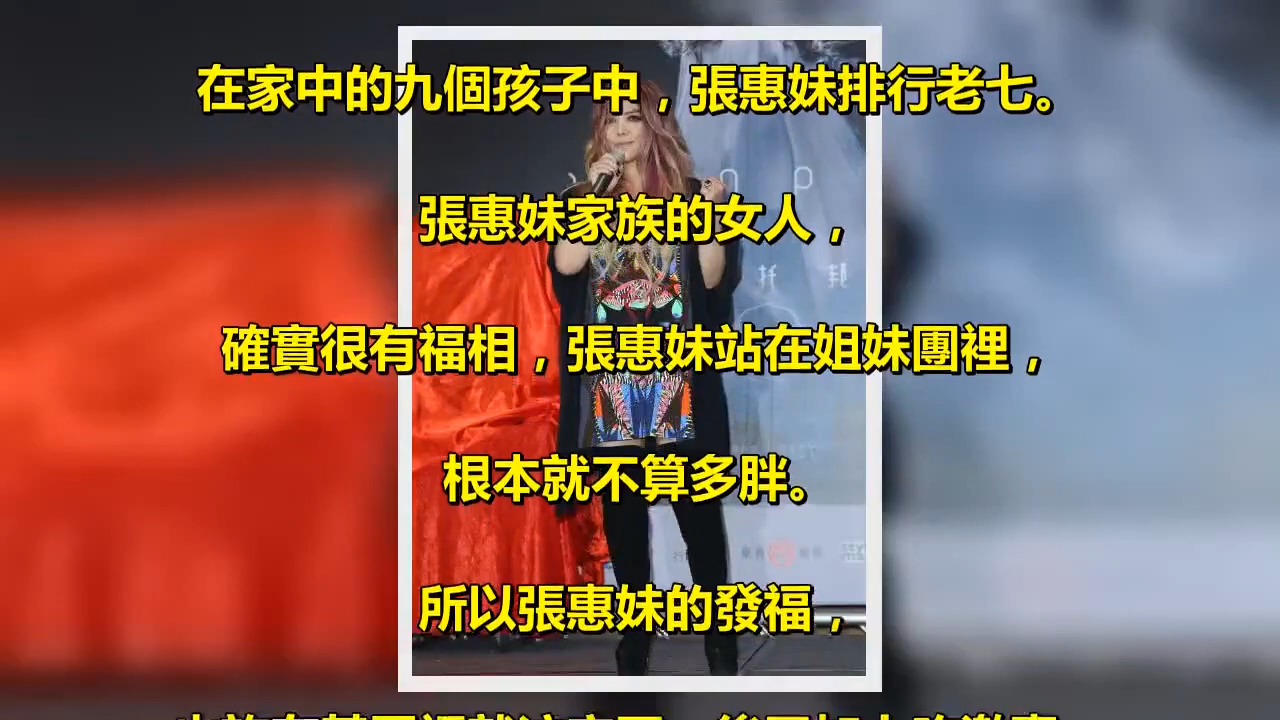 在家中的九個孩子中，張惠妹排行老七。
張惠妹家族的女人，
確實很有福相，張惠妹站在姐妹團裡，
根本就不算多胖。
所以張惠妹的發福，